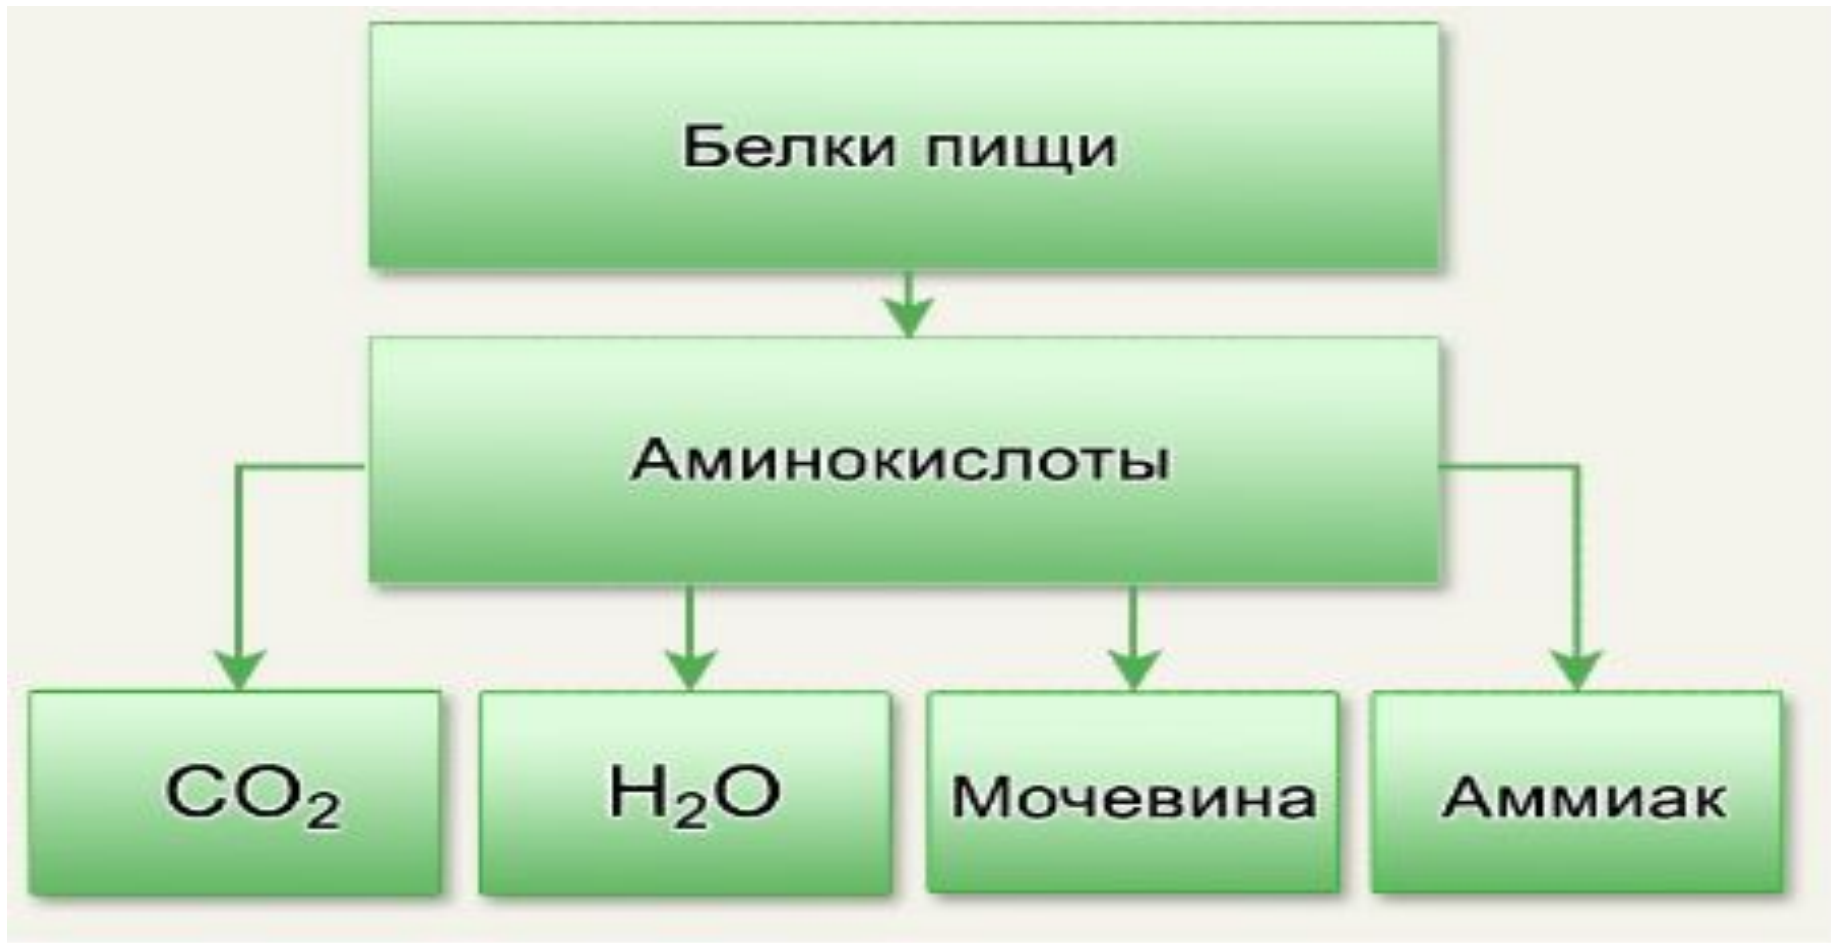 Белки пищи
Аминокислоты
CO₂
H₂O
Мочевина
Аммиак